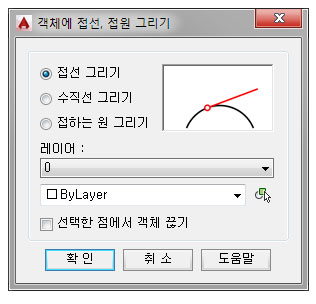 객체에 접선, 접원 그리기
접선 그리기
수직선 그리기
접하는 원 그리기
레이어 :
0
ByLayer
선택한 점에서 객체 끊기
확 인
취 소
도움말